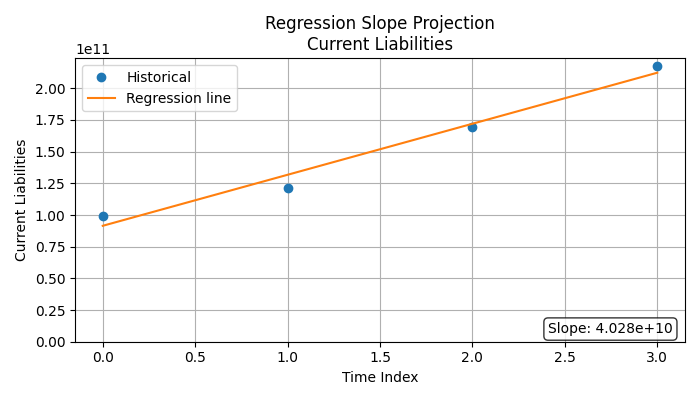 Regression Slope Projection
Current Liabilities
1e11
Historical
Regression line
2.00
1.75
1.50
1.25
1.00
0.75
0.50
0.25
0.00
Current Liabilities
Slope: 4.028e+10
0.0 0.5 1.0 1.5 2.0 2.5 3.0
Time Index